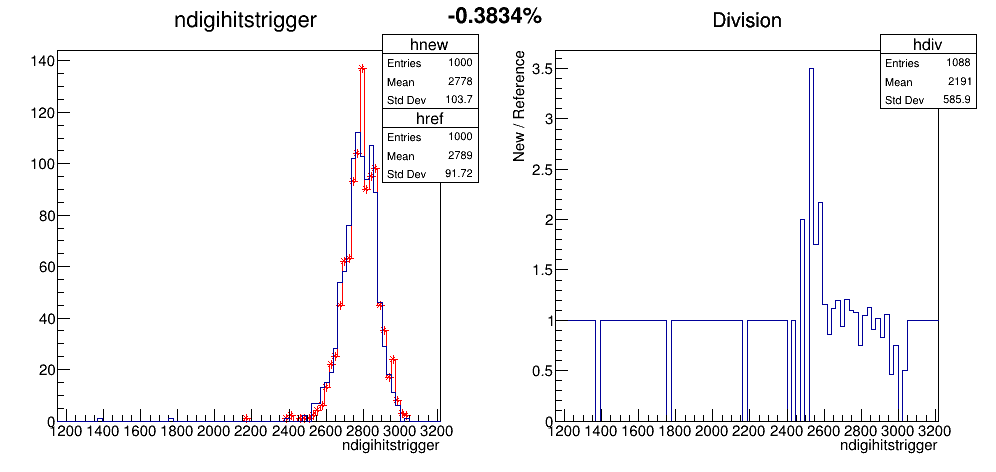 -0.3834%
ndigihitstrigger
hnew
Entries 1000
Mean 2778
Std Dev 103.7
href
Entries 1000
Mean 2789
Std Dev 91.72
140
120
100
80
60
40
20
0
1200 1400 1600 1800 2000 2200 2400 2600 2800 3000 3200
ndigihitstrigger
Division
hdiv
Entries 1088
Mean 2191
Std Dev 585.9
New / Reference
3.5
3
2.5
2
1.5
1
0.5
0
1200 1400 1600 1800 2000 2200 2400 2600 2800 3000 3200
ndigihitstrigger